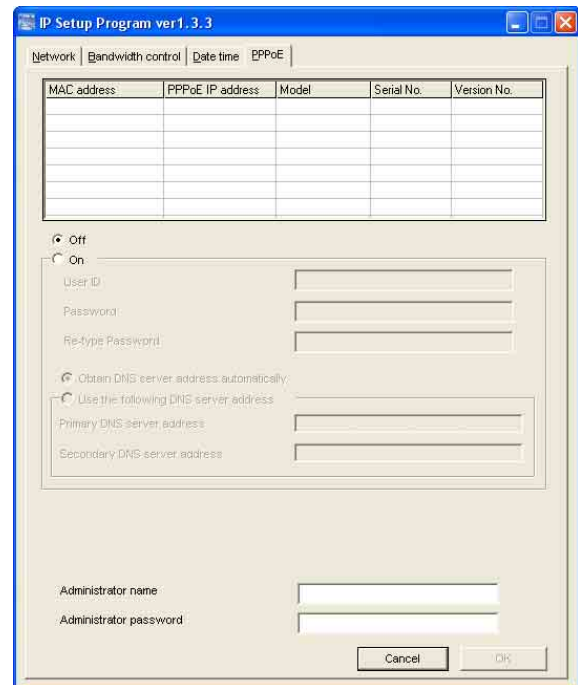 IP Setup Program ver1.3.3
Network Bandwidth control Date time PPPoE
MAC address PPPoE IP address Model Serial No. Version No.
Off
On
User ID
Password
Re-type Password
Obtain DNS server address automatically
Use the following DNS server address
Primary DNS server address
Secondary DNS server address
Administrator name
Administrator password
Cancel OK